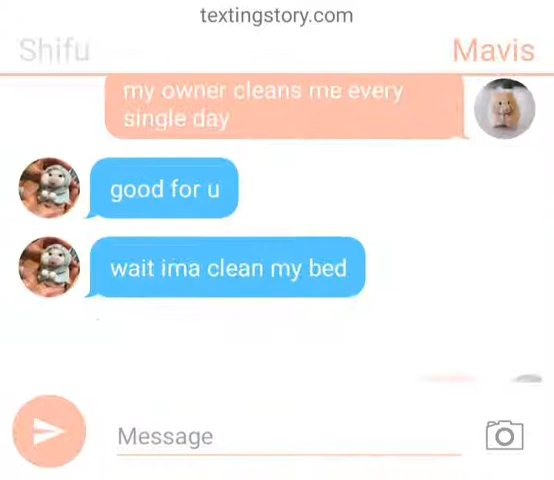 textingstory.com
Shifu
Mavis
my owner cleans me every
single day
good for u
wait ima clean my bed
Message